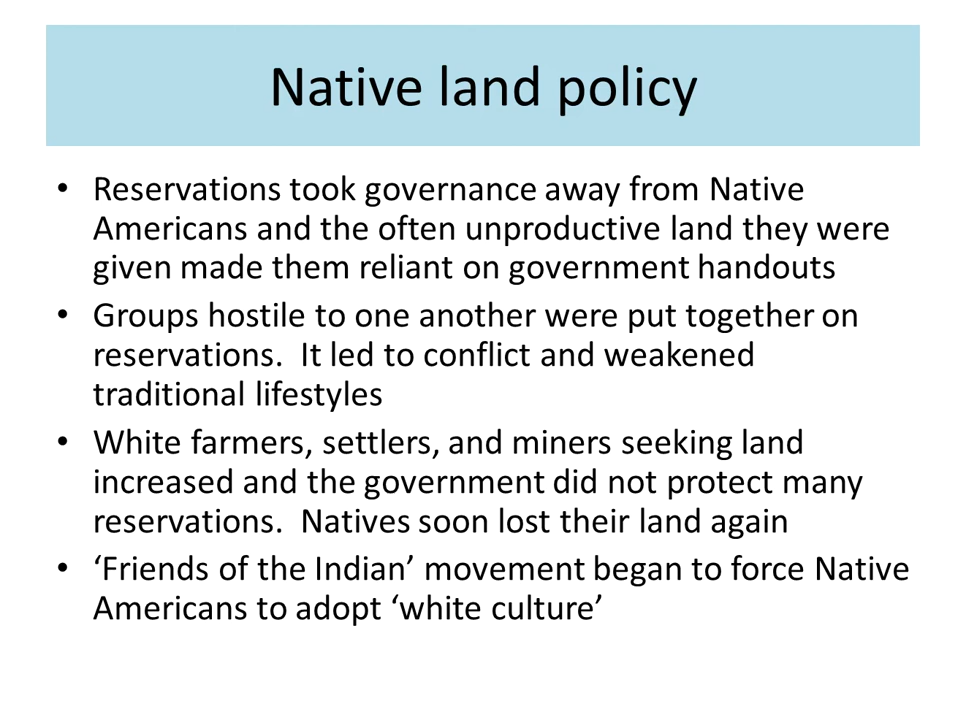 Native land policy
• Reservations took governance away from Native
Americans and the often unproductive land they were
given made them reliant on government handouts
• Groups hostile to one another were put together on
reservations.  It led to conflict and weakened
traditional lifestyles
• White farmers, settlers, and miners seeking land
increased and the government did not protect many
reservations.  Natives soon lost their land again
• ‘Friends of the Indian’ movement began to force Native
Americans to adopt ‘white culture’